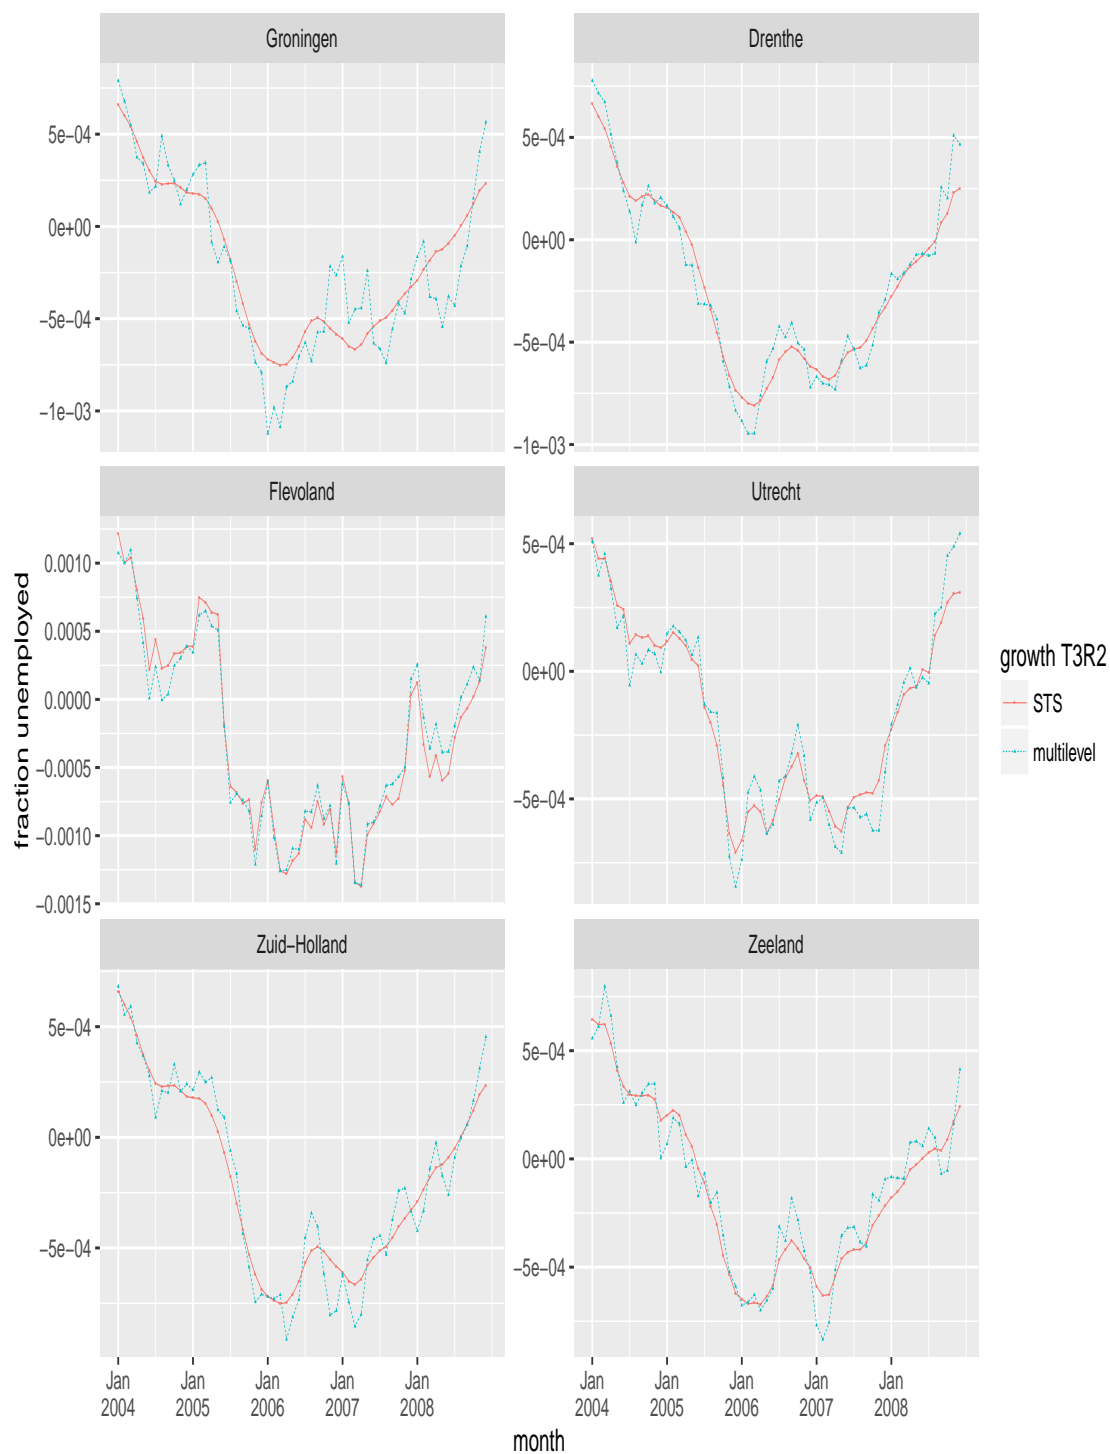 Groningen
Drenthe
5e−04
0e+00
−5e−04
−1e−03
5e−04
0e+00
−5e−04
−1e−03
Flevoland
Utrecht
0.0010
0.0005
0.0000
−0.0005
−0.0010
−0.0015
5e−04
0e+00
−5e−04
fraction unemployed
growth T3R2
STS
multilevel
Zuid−Holland
Zeeland
5e−04
0e+00
−5e−04
5e−04
0e+00
−5e−04
Jan Jan Jan Jan Jan
2004 2005 2006 2007 2008
Jan Jan Jan Jan Jan
2004 2005 2006 2007 2008
month